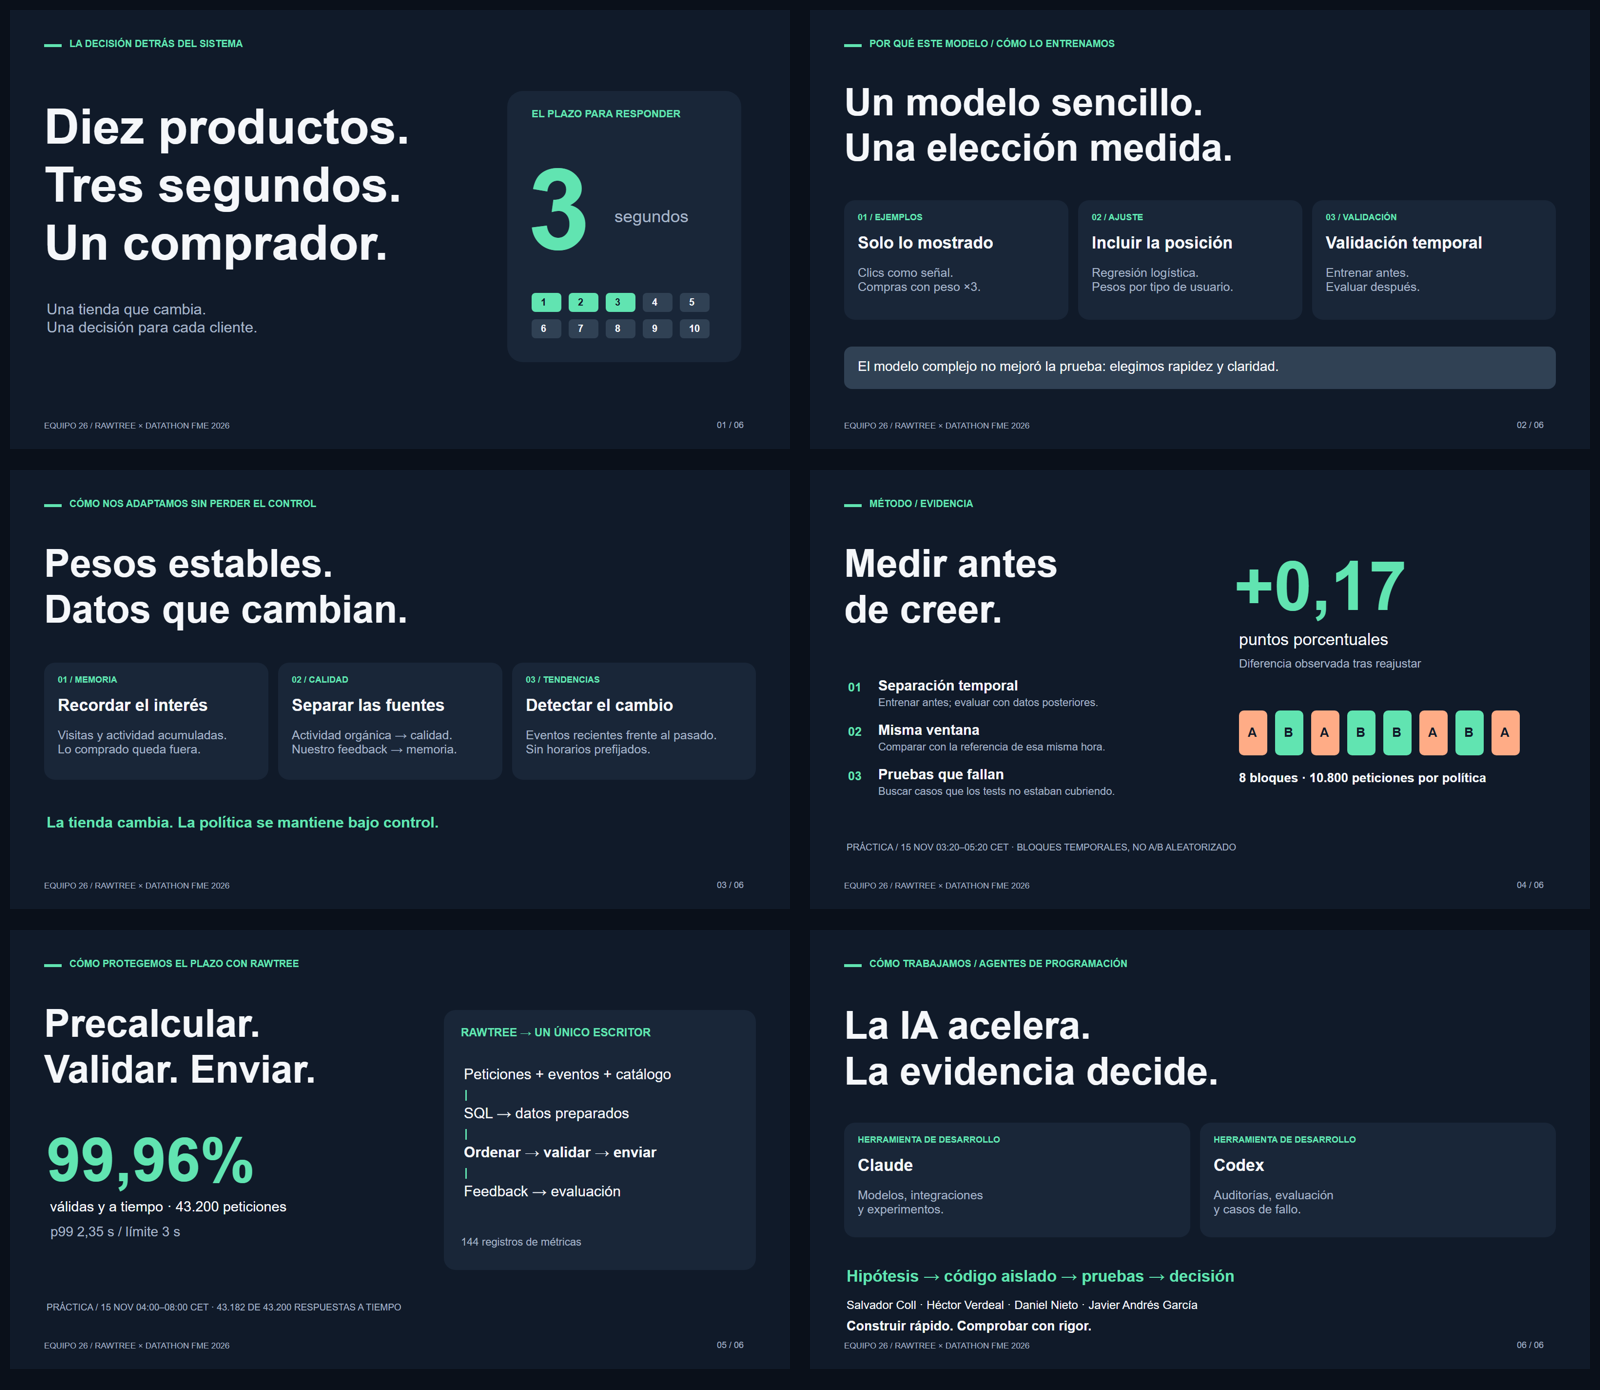 LA DECISIÓN DETRÁS DEL SISTEMA
Diez productos.
Tres segundos.
Un comprador.
Una tienda que cambia.
Una decisión para cada cliente.
EL PLAZO PARA RESPONDER
3 segundos
1 2 3 4 5
6 7 8 9 10
EQUIPO 26 / RAWTREE × DATATHON FME 2026
01 / 06
POR QUÉ ESTE MODELO / CÓMO LO ENTRENAMOS
Un modelo sencillo.
Una elección medida.
01 / EJEMPLOS
Solo lo mostrado
Clics como señal.
Compras con peso ×3.
02 / AJUSTE
Incluir la posición
Regresión logística.
Pesos por tipo de usuario.
03 / VALIDACIÓN
Validación temporal
Entrenar antes.
Evaluar después.
El modelo complejo no mejoró la prueba: elegimos rapidez y claridad.
EQUIPO 26 / RAWTREE × DATATHON FME 2026
02 / 06
CÓMO NOS ADAPTAMOS SIN PERDER EL CONTROL
Pesos estables.
Datos que cambian.
01 / MEMORIA
Recordar el interés
Visitas y actividad acumuladas.
Lo comprado queda fuera.
02 / CALIDAD
Separar las fuentes
Actividad orgánica → calidad.
Nuestro feedback → memoria.
03 / TENDENCIAS
Detectar el cambio
Eventos recientes frente al pasado.
Sin horarios prefijados.
La tienda cambia. La política se mantiene bajo control.
EQUIPO 26 / RAWTREE × DATATHON FME 2026
03 / 06
MÉTODO / EVIDENCIA
Medir antes
de creer.
01 Separación temporal
Entrenar antes; evaluar con datos posteriores.
02 Misma ventana
Comparar con la referencia de esa misma hora.
03 Pruebas que fallan
Buscar casos que los tests no estaban cubriendo.
+0,17
puntos porcentuales
Diferencia observada tras reajustar
A B A B B A B A
8 bloques · 10.800 peticiones por política
PRÁCTICA / 15 NOV 03:20–05:20 CET · BLOQUES TEMPORALES, NO A/B ALEATORIZADO
EQUIPO 26 / RAWTREE × DATATHON FME 2026
04 / 06
CÓMO PROTEGEMOS EL PLAZO CON RAWTREE
Precalcular.
Validar. Enviar.
99,96%
válidas y a tiempo · 43.200 peticiones
p99 2,35 s / límite 3 s
RAWTREE → UN ÚNICO ESCRITOR
Peticiones + eventos + catálogo
SQL → datos preparados
Ordenar → validar → enviar
Feedback → evaluación
144 registros de métricas
PRÁCTICA / 15 NOV 04:00–08:00 CET · 43.182 DE 43.200 RESPUESTAS A TIEMPO
EQUIPO 26 / RAWTREE × DATATHON FME 2026
05 / 06
CÓMO TRABAJAMOS / AGENTES DE PROGRAMACIÓN
La IA acelera.
La evidencia decide.
HERRAMIENTA DE DESARROLLO
Claude
Modelos, integraciones
y experimentos.
HERRAMIENTA DE DESARROLLO
Codex
Auditorías, evaluación
y casos de fallo.
Hipótesis → código aislado → pruebas → decisión
Salvador Coll · Héctor Verdeal · Daniel Nieto · Javier Andrés García
Construir rápido. Comprobar con rigor.
EQUIPO 26 / RAWTREE × DATATHON FME 2026
06 / 06